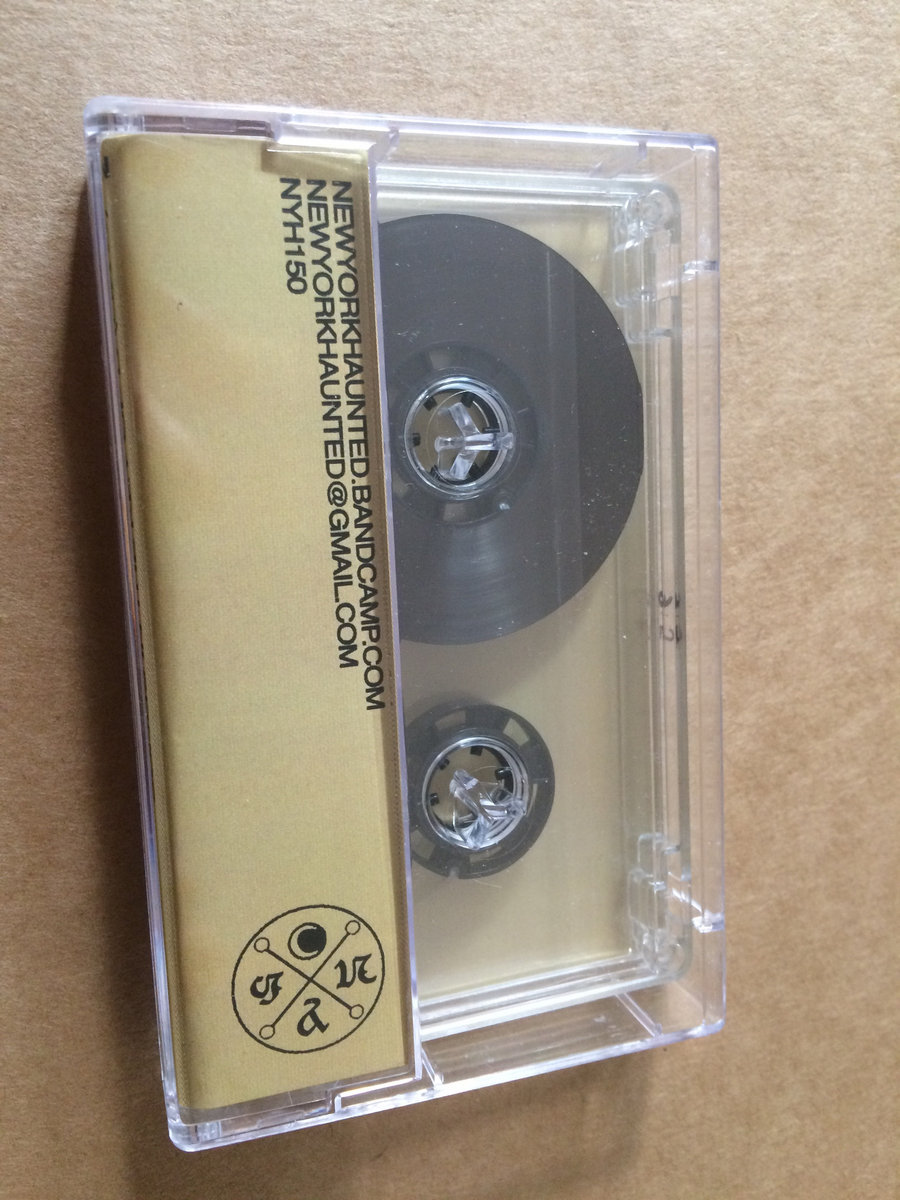 NEWYORKHAUNTED.BANDCAMP.COM
NEWYORKHAUNTED@GMAIL.COM
NYH150